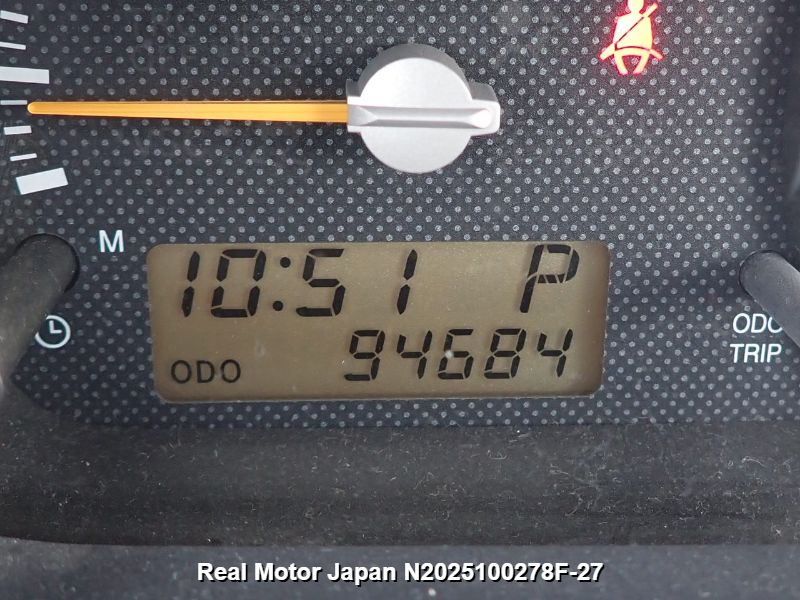 M
10:51 P
ODO 94684
ODO
TRIP
Real Motor Japan N2025100278F-27